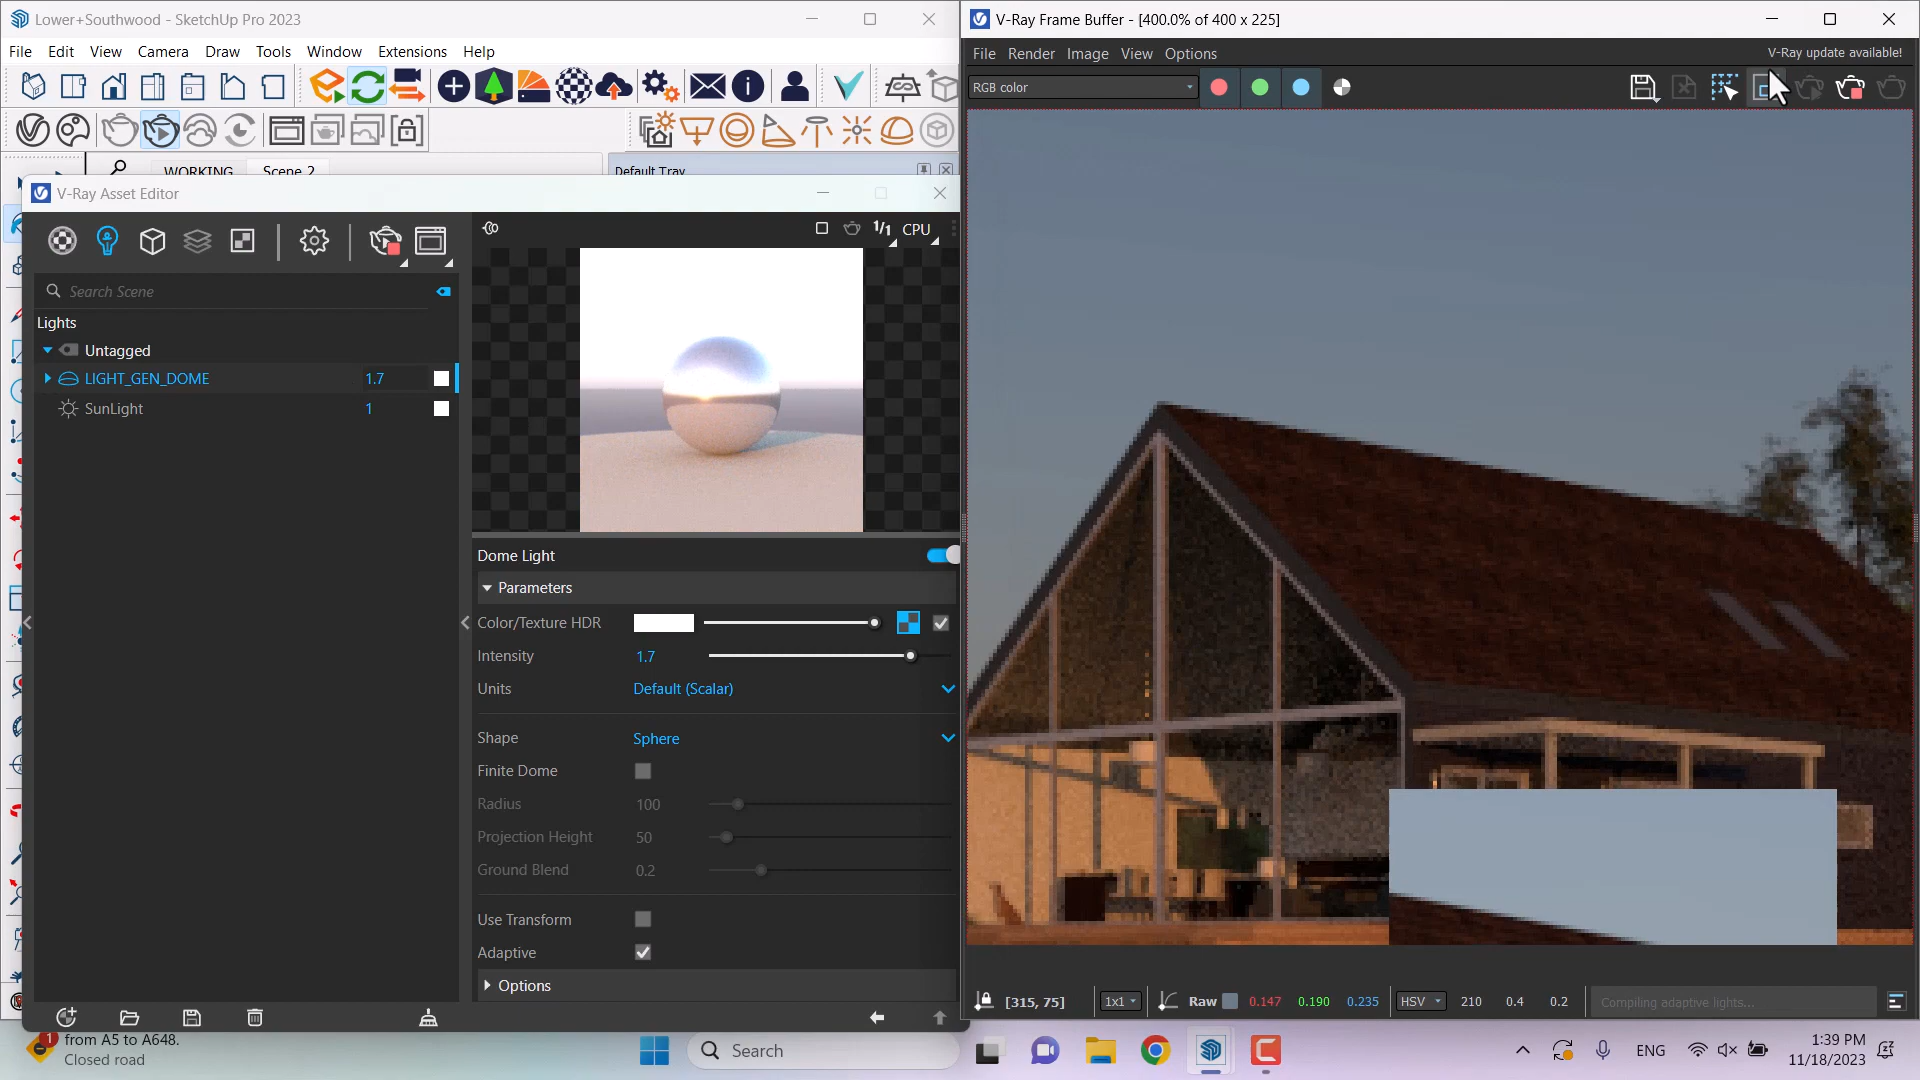 Lower+Southwood - SketchUp Pro 2023
File Edit View Camera Draw Tools Window Extensions Help
WORKING Scene 2
Default Tray
V-Ray Asset Editor
Search Scene
Lights
Untagged
LIGHT_GEN_DOME 1.7
SunLight 1
1/1 CPU
Dome Light
Parameters
Color/Texture HDR
Intensity 1.7
Units Default (Scalar)
Shape Sphere
Finite Dome
Radius 100
Projection Height 50
Ground Blend 0.2
Use Transform
Adaptive
Options
V-Ray Frame Buffer - [400.0% of 400 x 225]
File Render Image View Options
V-Ray update available!
RGB color
[315, 75] 1x1 Raw 0.147 0.190 0.235 HSV 210 0.4 0.2 Compiling adaptive lights...
1
from A5 to A648.
Closed road
Search
ENG
1:39 PM
11/18/2023